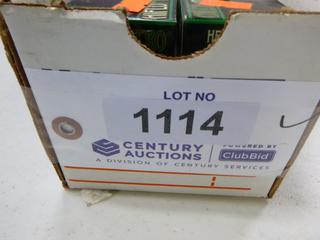 LOT NO
1114
CENTURY
AUCTIONS
POWERED BY
ClubBid
A DIVISION OF CENTURY SERVICES